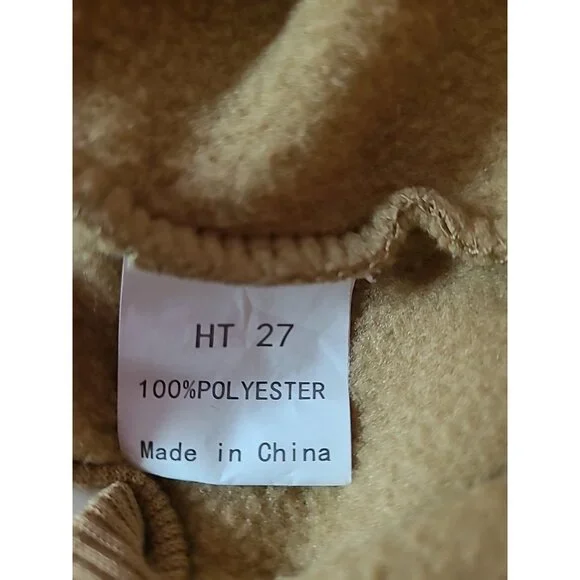 HT 27
100%POLYESTER
Made in China